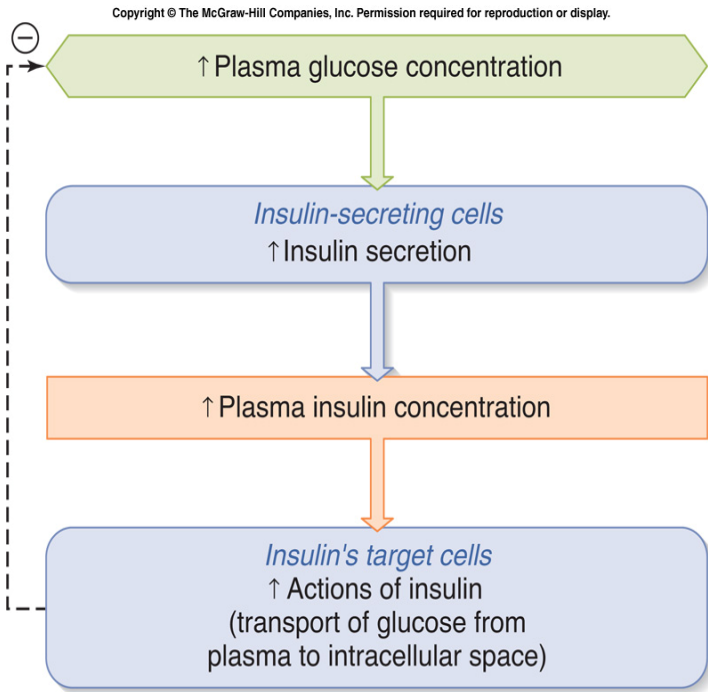 Copyright © The McGraw-Hill Companies, Inc. Permission required for reproduction or display.
−
↑Plasma glucose concentration
Insulin-secreting cells
↑Insulin secretion
↑Plasma insulin concentration
Insulin's target cells
↑ Actions of insulin
(transport of glucose from
plasma to intracellular space)